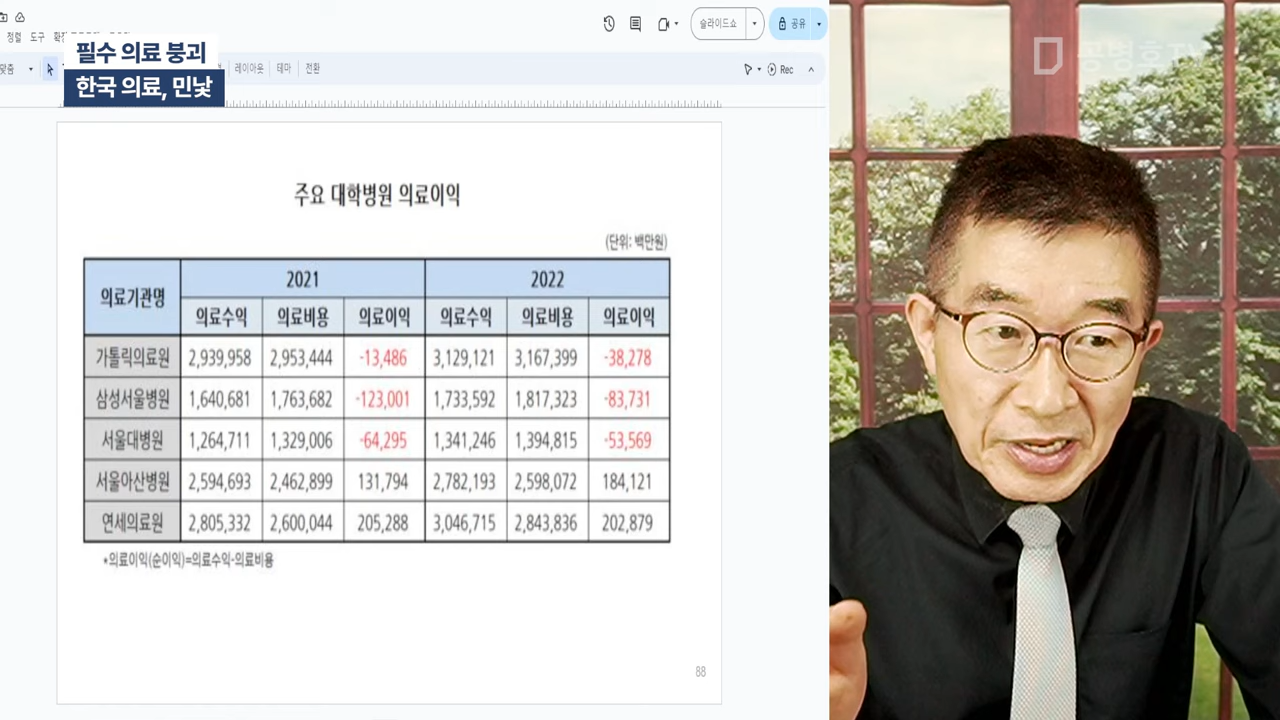 정렬 도구
슬라이드쇼
공유
필수 의료 붕괴
한국 의료, 민낯
맞춤
레이아웃 테마 전환
Rec
공병호TV
주요 대학병원 의료이익
(단위: 백만원)
의료기관명 2021 2022
의료수익 의료비용 의료이익 의료수익 의료비용 의료이익
가톨릭의료원 2,939,958 2,953,444 -13,486 3,129,121 3,167,399 -38,278
삼성서울병원 1,640,681 1,763,682 -123,001 1,733,592 1,817,323 -83,731
서울대병원 1,264,711 1,329,006 -64,295 1,341,246 1,394,815 -53,569
서울아산병원 2,594,693 2,462,899 131,794 2,782,193 2,598,072 184,121
연세의료원 2,805,332 2,600,044 205,288 3,046,715 2,843,836 202,879
*의료이익(순이익)=의료수익-의료비용
88